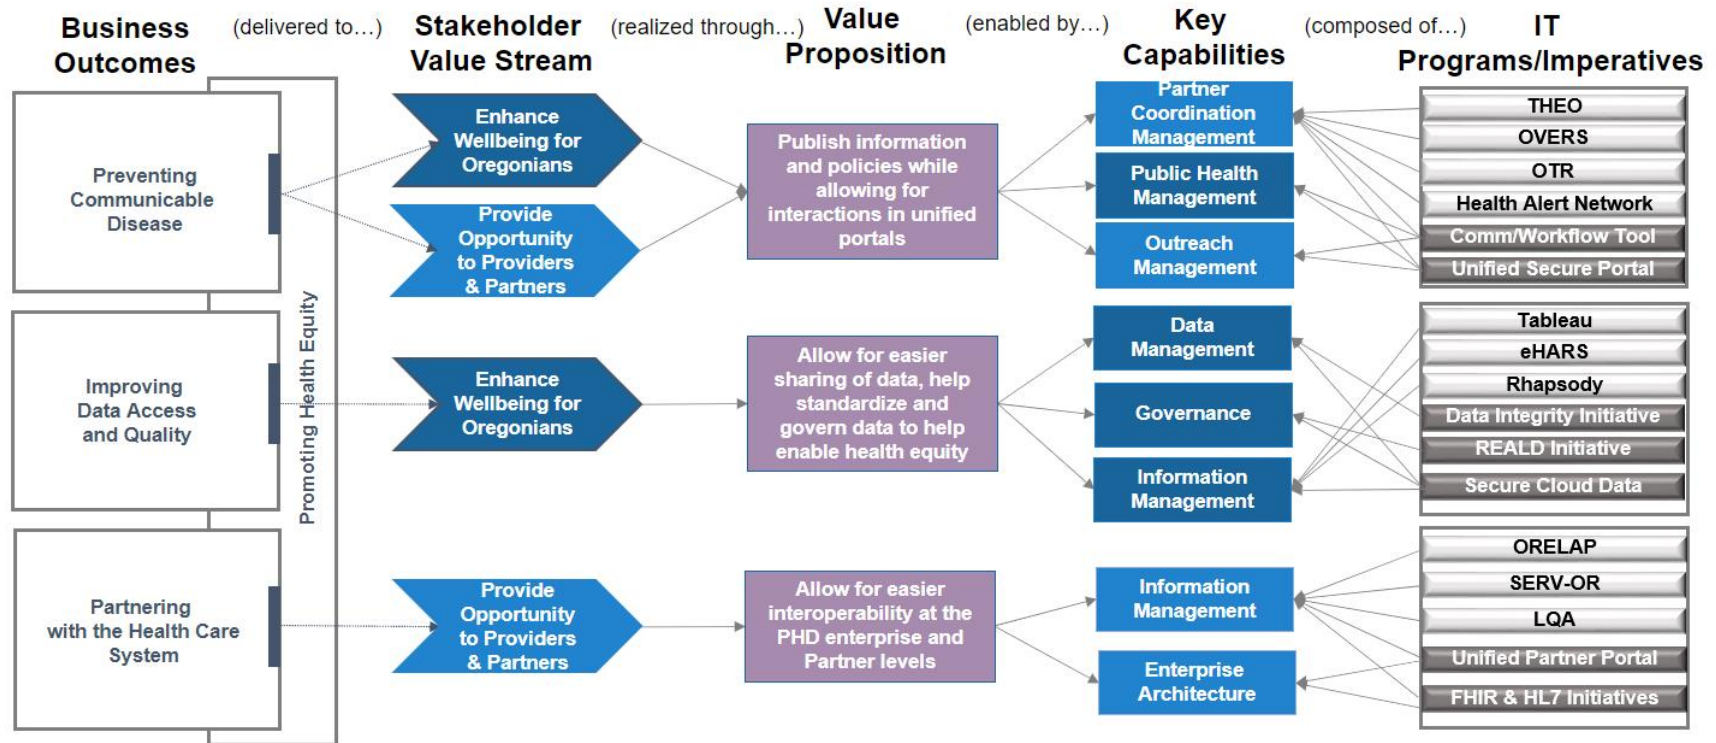 Business
Outcomes
(delivered to…)
Stakeholder
Value Stream
(realized through…)
Value
Proposition
(enabled by…)
Key
Capabilities
(composed of…)
IT
Programs/Imperatives
Promoting Health Equity
Preventing
Communicable
Disease
Enhance
Wellbeing for
Oregonians
Provide
Opportunity
to Providers
& Partners
Publish information
and policies while
allowing for
interactions in unified
portals
Partner
Coordination
Management
Public Health
Management
Outreach
Management
THEO
OVERS
OTR
Health Alert Network
Comm/Workflow Tool
Unified Secure Portal
Improving
Data Access
and Quality
Enhance
Wellbeing for
Oregonians
Allow for easier
sharing of data, help
standardize and
govern data to help
enable health equity
Data
Management
Governance
Information
Management
Tableau
eHARS
Rhapsody
Data Integrity Initiative
REALD Initiative
Secure Cloud Data
Partnering
with the Health Care
System
Provide
Opportunity
to Providers
& Partners
Allow for easier
interoperability at the
PHD enterprise and
Partner levels
Information
Management
Enterprise
Architecture
ORELAP
SERV-OR
LQA
Unified Partner Portal
FHIR & HL7 Initiatives